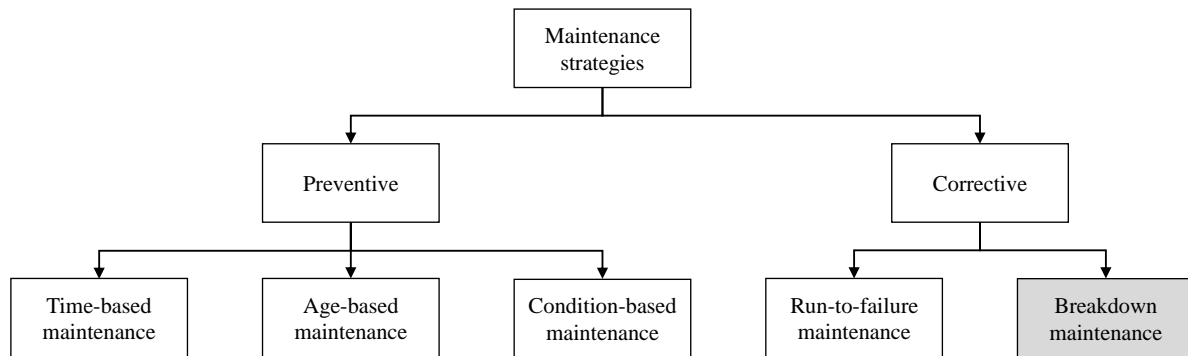 Maintenance
strategies
Preventive
Corrective
Time-based
maintenance
Age-based
maintenance
Condition-based
maintenance
Run-to-failure
maintenance
Breakdown
maintenance